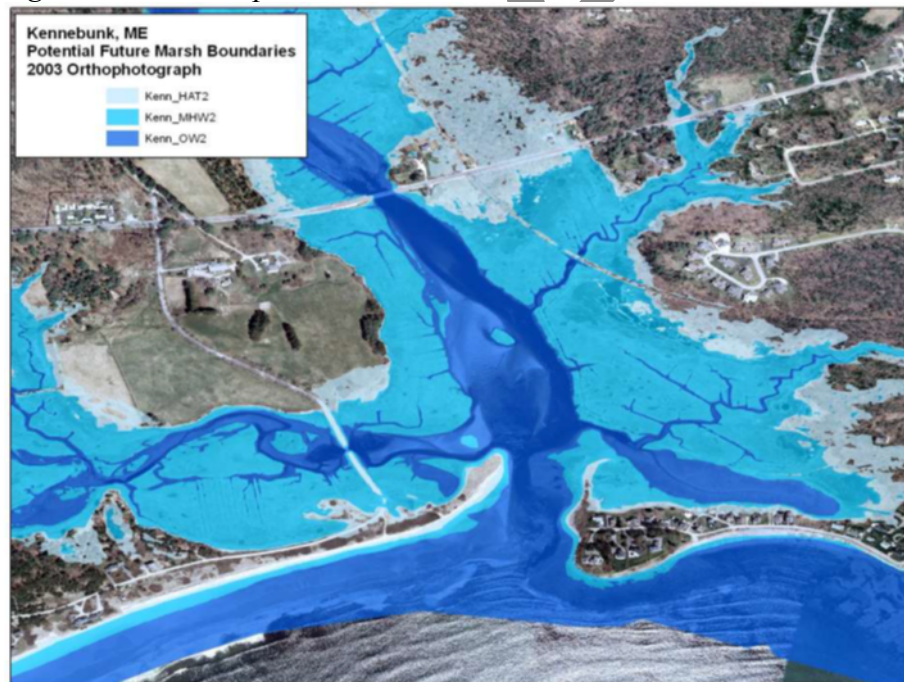 Kennebunk, ME
Potential Future Marsh Boundaries
2003 Orthophotograph
Kenn_HAT2
Kenn_MHW2
Kenn_OW2